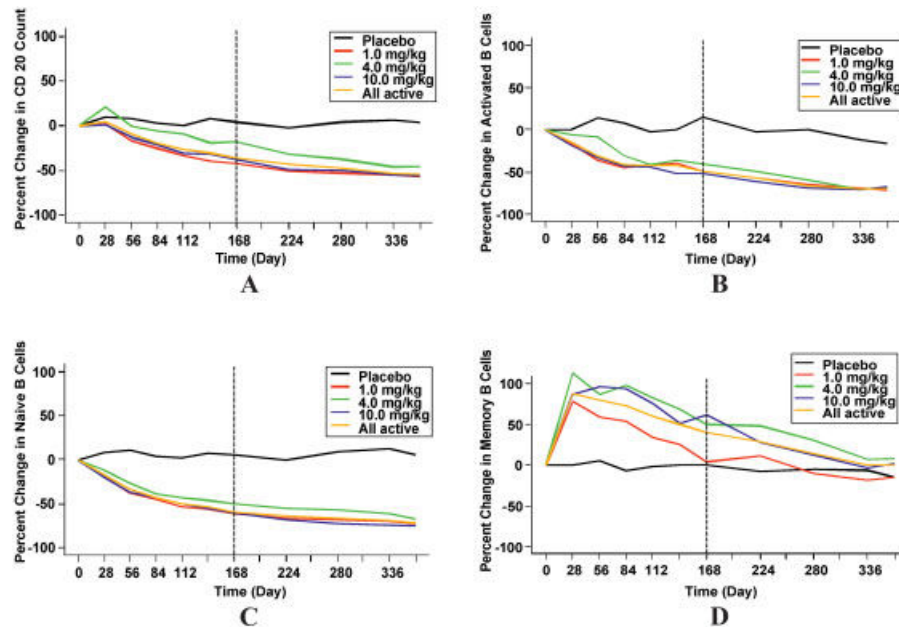 Percent Change in CD 20 Count
100
50
0
-50
-100
Placebo
1.0 mg/kg
4.0 mg/kg
10.0 mg/kg
All active
0 28 56 84 112 168 224 280 336
Time (Day)
A
Percent Change in Activated B Cells
100
50
0
-50
-100
Placebo
1.0 mg/kg
4.0 mg/kg
10.0 mg/kg
All active
0 28 56 84 112 168 224 280 336
Time (Day)
B
Percent Change in Naive B Cells
100
50
0
-50
-100
Placebo
1.0 mg/kg
4.0 mg/kg
10.0 mg/kg
All active
0 28 56 84 112 168 224 280 336
Time (Day)
C
Percent Change in Memory B Cells
100
50
0
-50
-100
Placebo
1.0 mg/kg
4.0 mg/kg
10.0 mg/kg
All active
0 28 56 84 112 168 224 280 336
Time (Day)
D